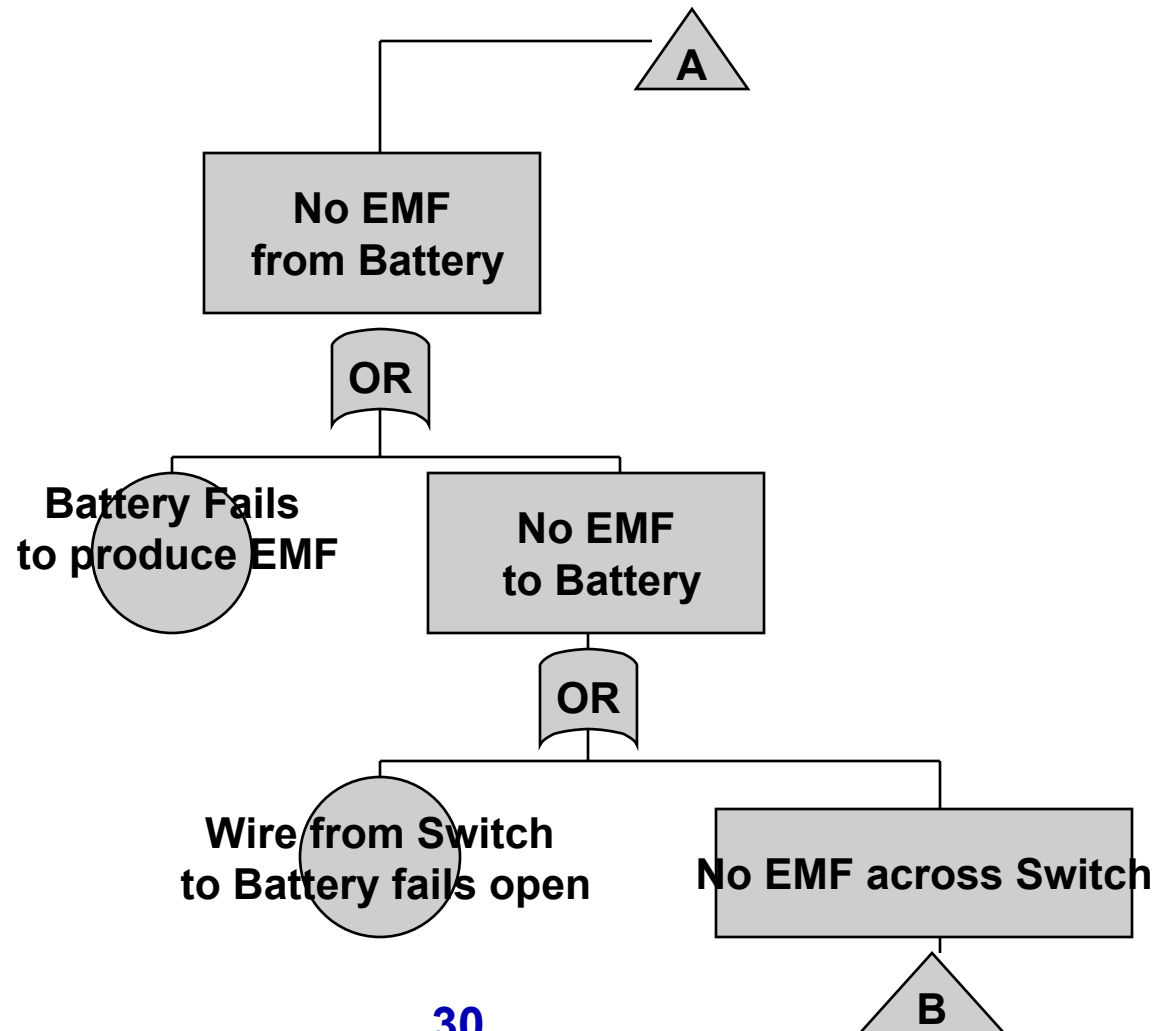 A
No EMF
from Battery
OR
Battery Fails
to produce EMF
No EMF
to Battery
OR
Wire from Switch
to Battery fails open
No EMF across Switch
B
30